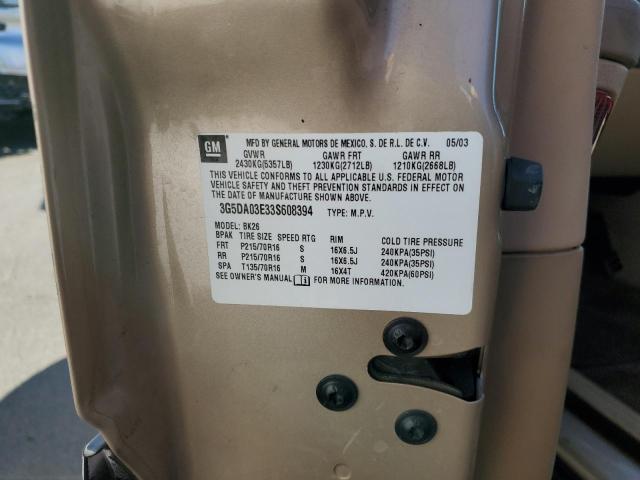 GM
MFD BY GENERAL MOTORS DE MEXICO, S. DE R.L. DE C.V. 05/03
GVWR GAWR FRT GAWR RR
2430KG(5357LB) 1230KG(2712LB) 1210KG(2668LB)
THIS VEHICLE CONFORMS TO ALL APPLICABLE U.S. FEDERAL MOTOR
VEHICLE SAFETY AND THEFT PREVENTION STANDARDS IN EFFECT ON
THE DATE OF MANUFACTURE SHOWN ABOVE.
3G5DA03E33S608394 TYPE: M.P.V.
MODEL: BK26
BPAK TIRE SIZE SPEED RTG RIM COLD TIRE PRESSURE
FRT P215/70R16 S 16X6.5J 240KPA(35PSI)
RR P215/70R16 S 16X6.5J 240KPA(35PSI)
SPA T135/70R16 M 16X4T 420KPA(60PSI)
SEE OWNER'S MANUAL i FOR MORE INFORMATION.